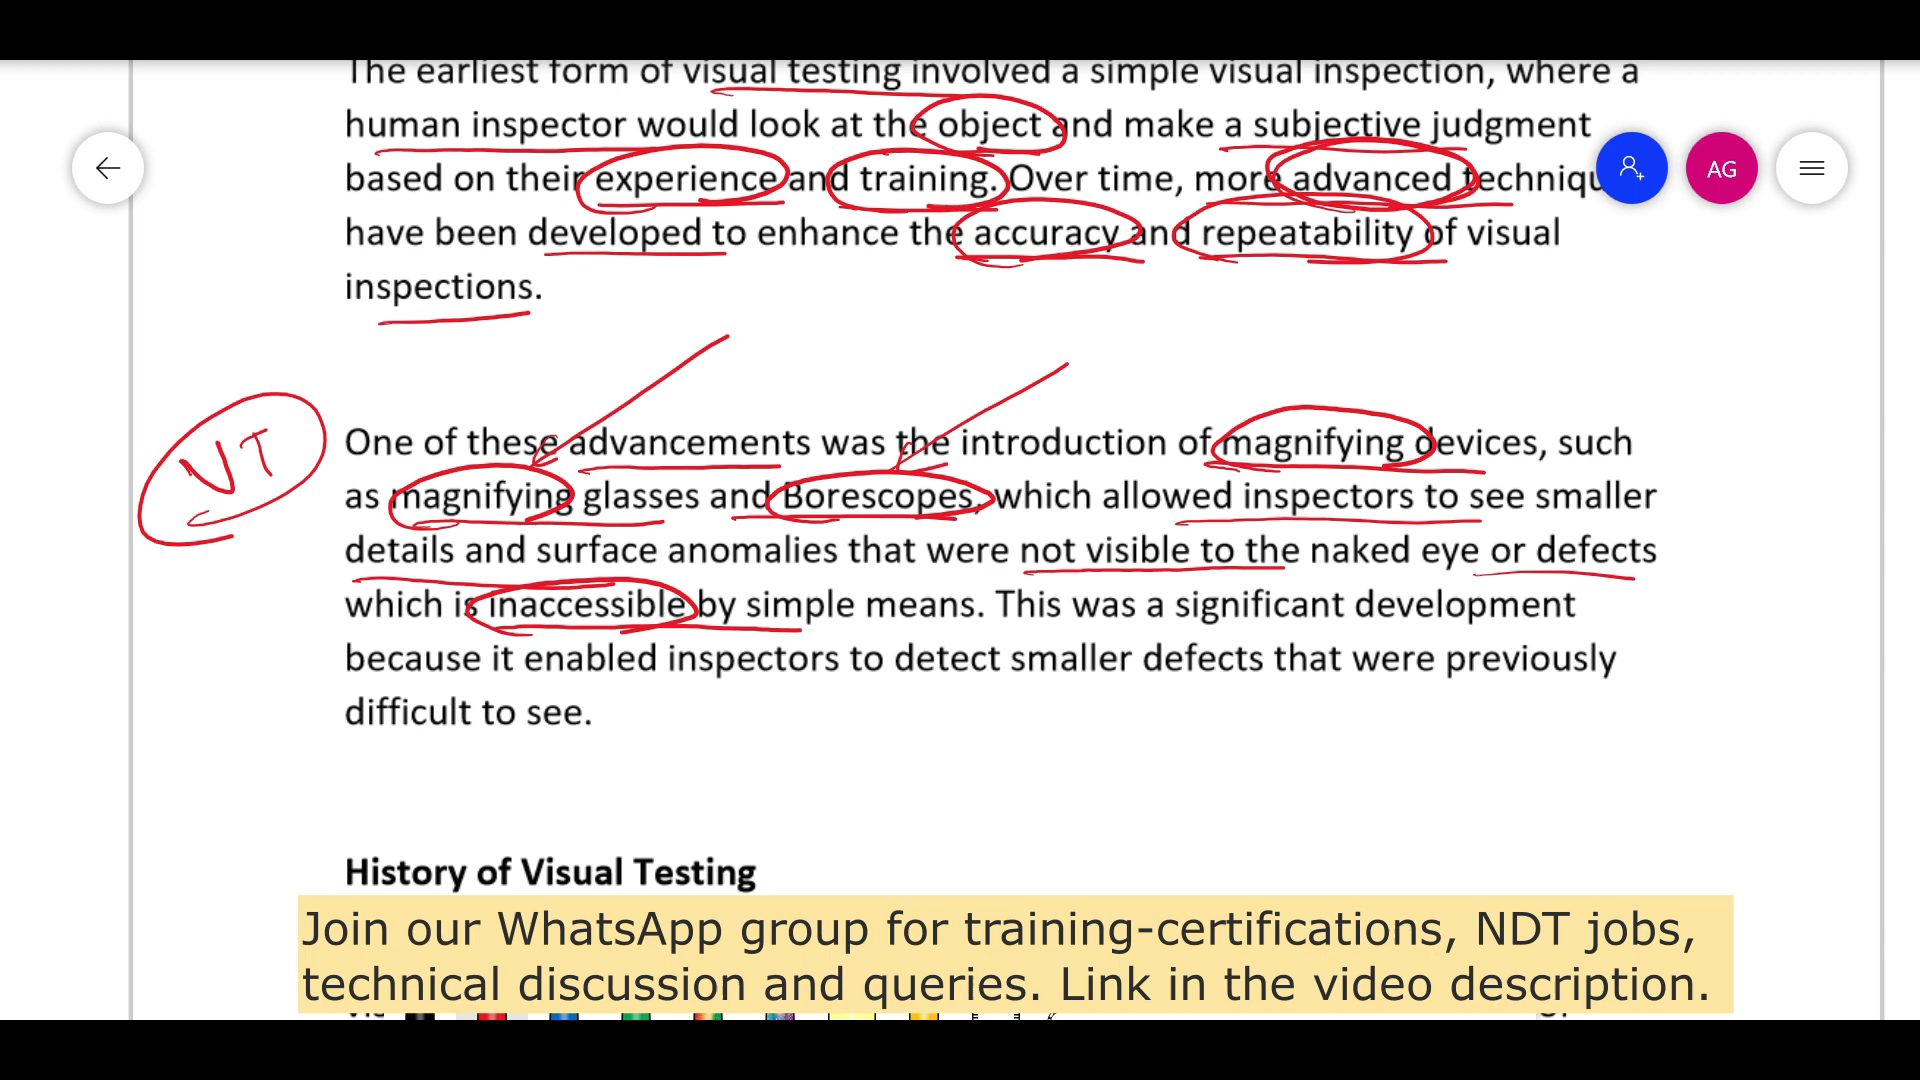 The earliest form of visual testing involved a simple visual inspection, where a
human inspector would look at the object and make a subjective judgment
AG
based on their experience and training. Over time, more advanced techniqu
have been developed to enhance the accuracy and repeatability of visual
inspections.
VT
One of these advancements was the introduction of magnifying devices, such
as magnifying glasses and Borescopes, which allowed inspectors to see smaller
details and surface anomalies that were not visible to the naked eye or defects
which is inaccessible by simple means. This was a significant development
because it enabled inspectors to detect smaller defects that were previously
difficult to see.
History of Visual Testing
Join our WhatsApp group for training-certifications, NDT jobs,
technical discussion and queries. Link in the video description.